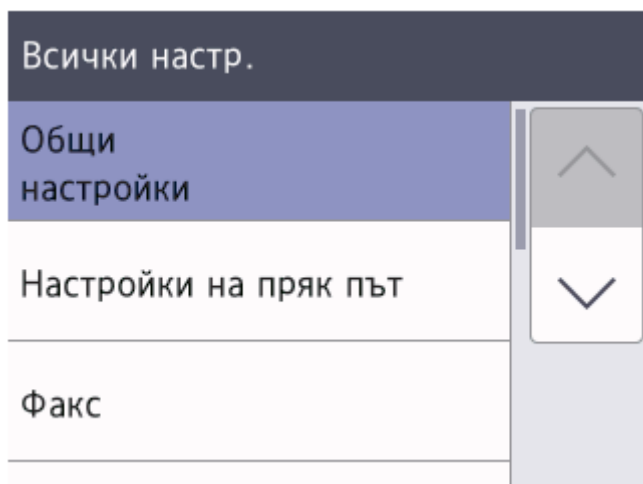 Всички настр.
Общи
настройки
Настройки на пряк път
Факс